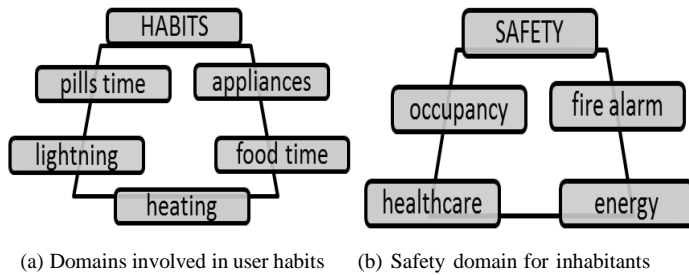 HABITS
pills time
appliances
lightning
food time
heating
(a) Domains involved in user habits
SAFETY
occupancy
fire alarm
healthcare
energy
(b) Safety domain for inhabitants